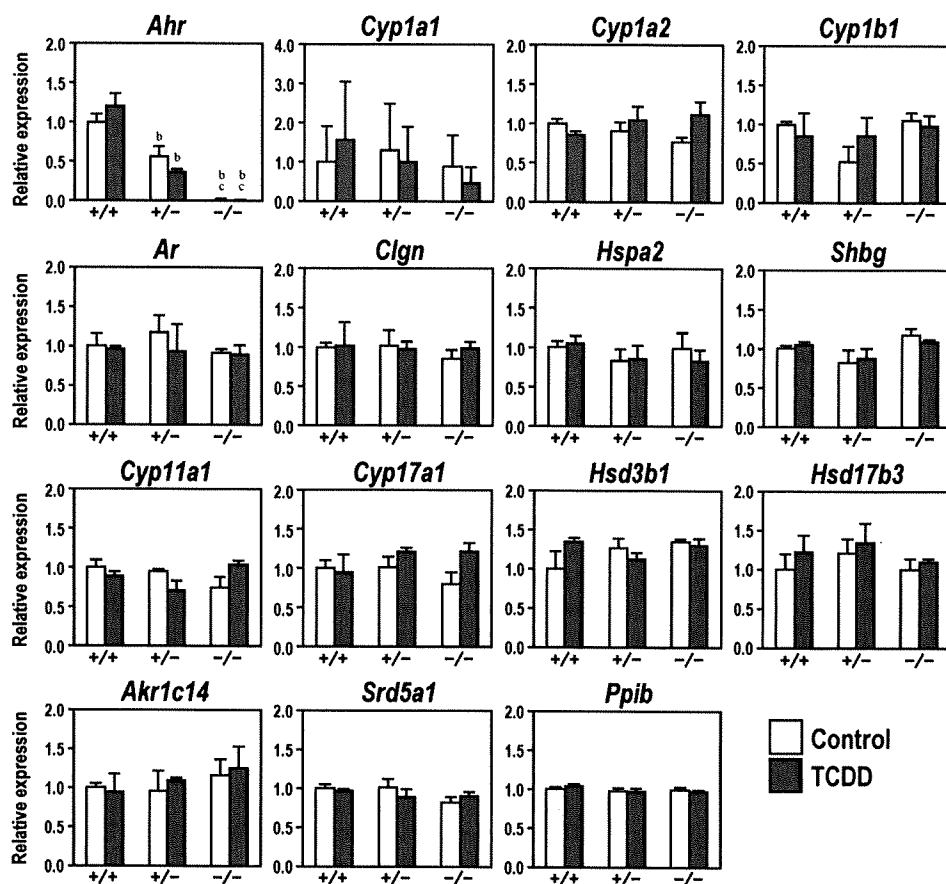 Ahr Cyp1a1 Cyp1a2 Cyp1b1
Relative expression
2.0 4.0 2.0 2.0
1.5 3.0 1.5 1.5
1.0 2.0 1.0 1.0
0.5 1.0 0.5 0.5
0.0 0.0 0.0 0.0
b b b b
c c
+/+ +/− −/− +/+ +/− −/− +/+ +/− −/− +/+ +/− −/−
Ar Clgn Hspa2 Shbg
Relative expression
2.0 2.0 2.0 2.0
1.5 1.5 1.5 1.5
1.0 1.0 1.0 1.0
0.5 0.5 0.5 0.5
0.0 0.0 0.0 0.0
+/+ +/− −/− +/+ +/− −/− +/+ +/− −/− +/+ +/− −/−
Cyp11a1 Cyp17a1 Hsd3b1 Hsd17b3
Relative expression
2.0 2.0 2.0 2.0
1.5 1.5 1.5 1.5
1.0 1.0 1.0 1.0
0.5 0.5 0.5 0.5
0.0 0.0 0.0 0.0
+/+ +/− −/− +/+ +/− −/− +/+ +/− −/− +/+ +/− −/−
Akr1c14 Srd5a1 Ppib
Relative expression
2.0 2.0 2.0
1.5 1.5 1.5
1.0 1.0 1.0
0.5 0.5 0.5
0.0 0.0 0.0
+/+ +/− −/− +/+ +/− −/− +/+ +/− −/−
Control
TCDD